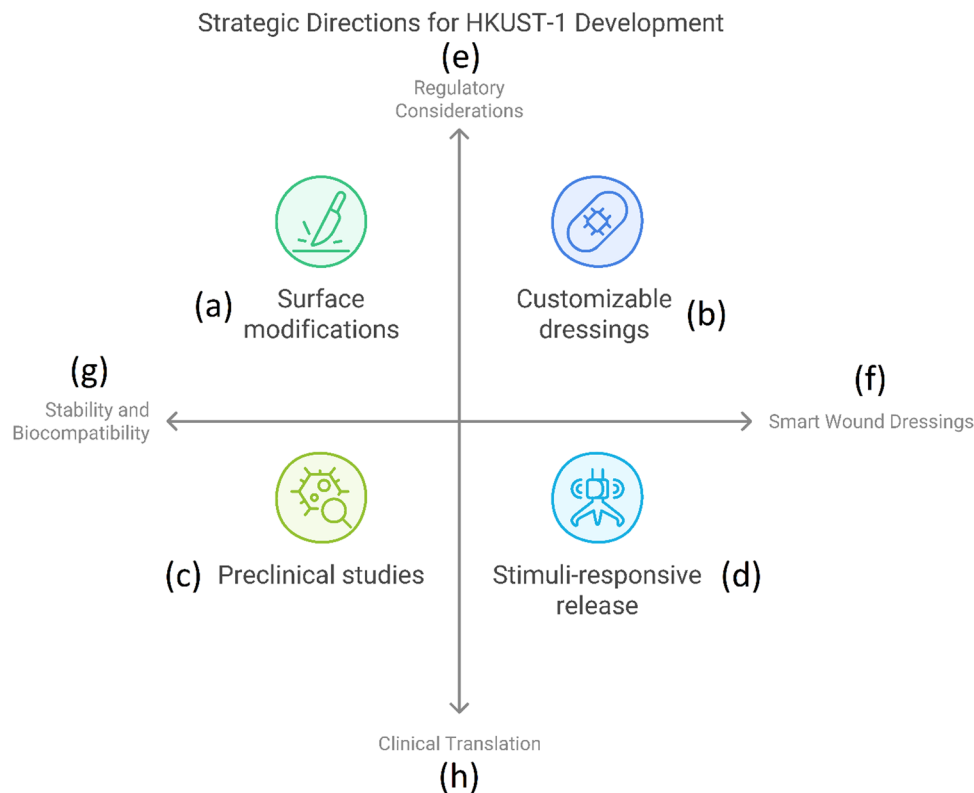 Strategic Directions for HKUST-1 Development
(e)
Regulatory
Considerations
(a)
Surface
modifications
Customizable
dressings
(b)
(g)
Stability and
Biocompatibility
(f)
Smart Wound Dressings
(c)
Preclinical studies
Stimuli-responsive
release
(d)
Clinical Translation
(h)